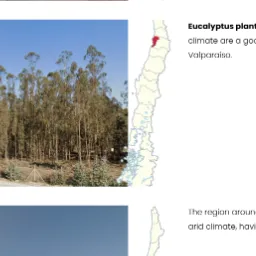 Eucalyptus plant
climate are a goo
Valparaíso.
The region aroun
arid climate, havi